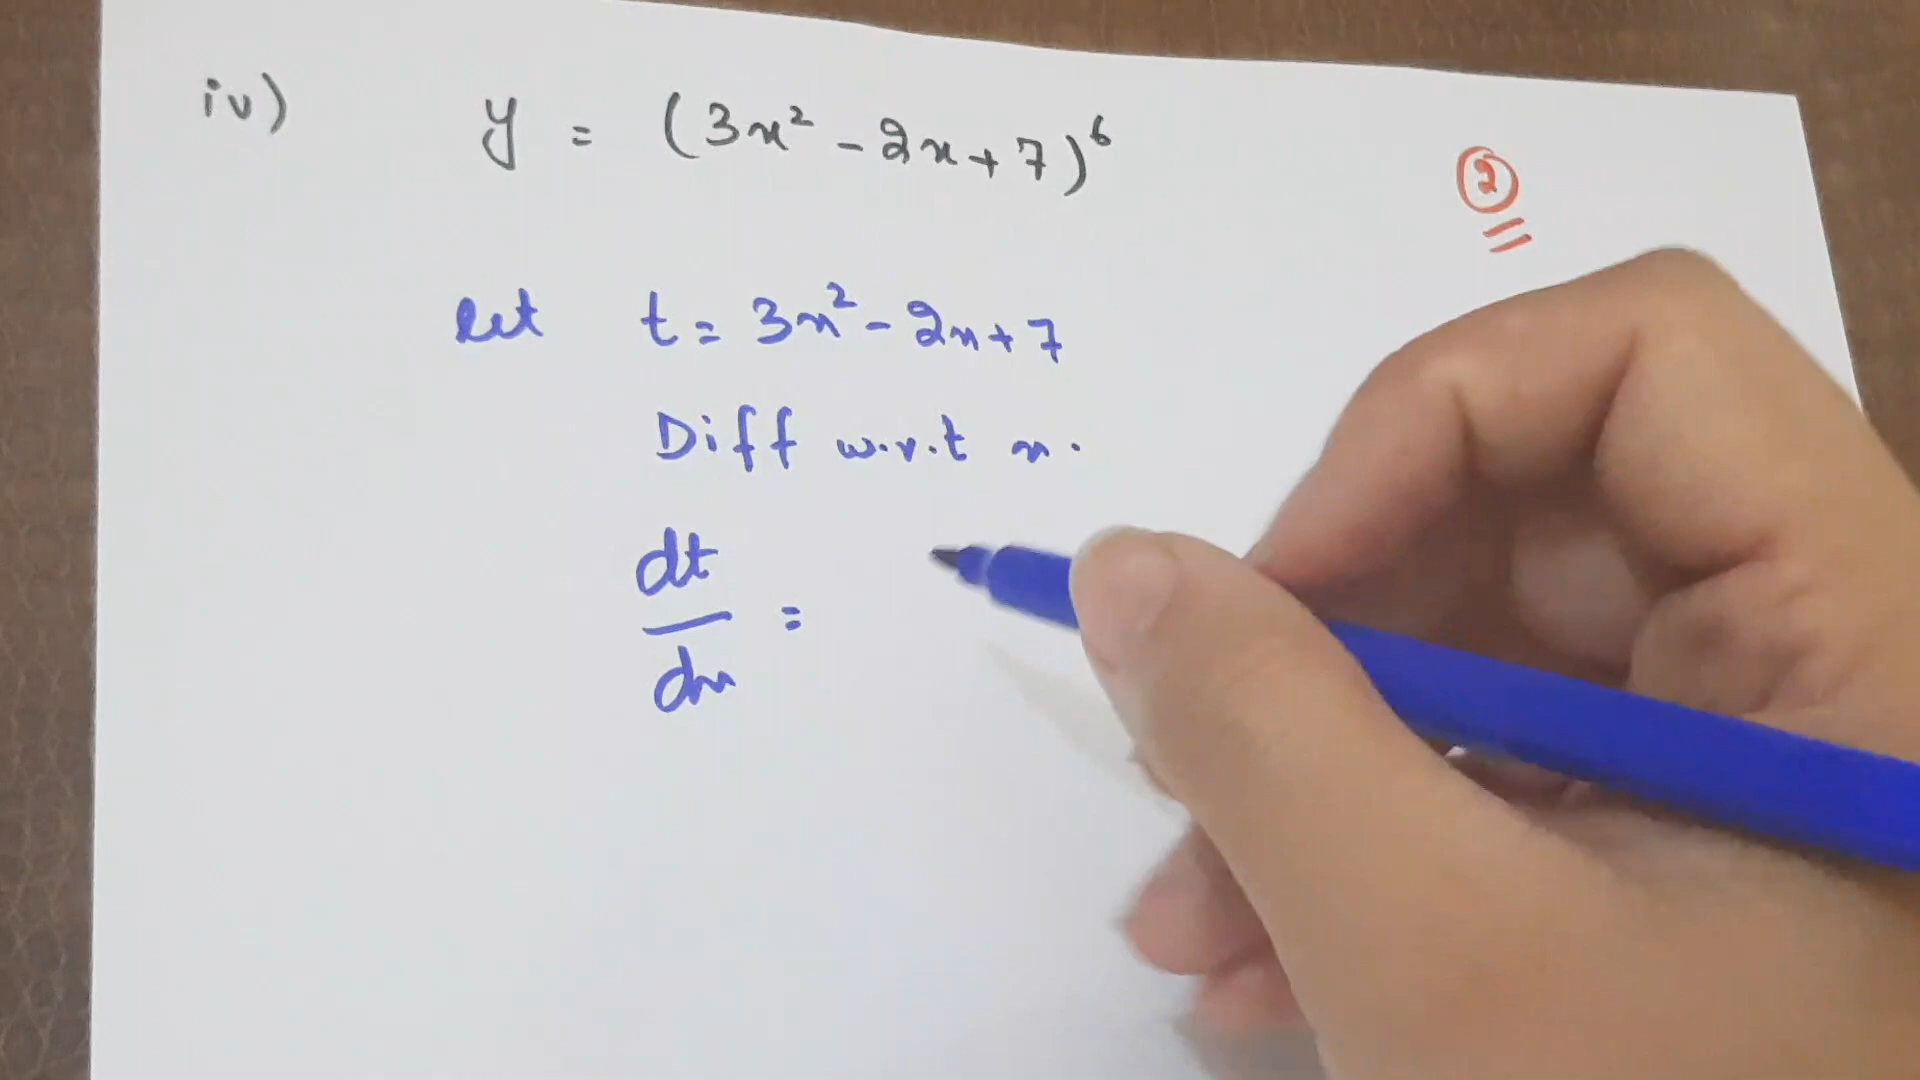 iv) y = (3x² - 2x + 7)⁶
②
Let t = 3x² - 2x + 7
Diff w.r.t x.
dt
— =
dx